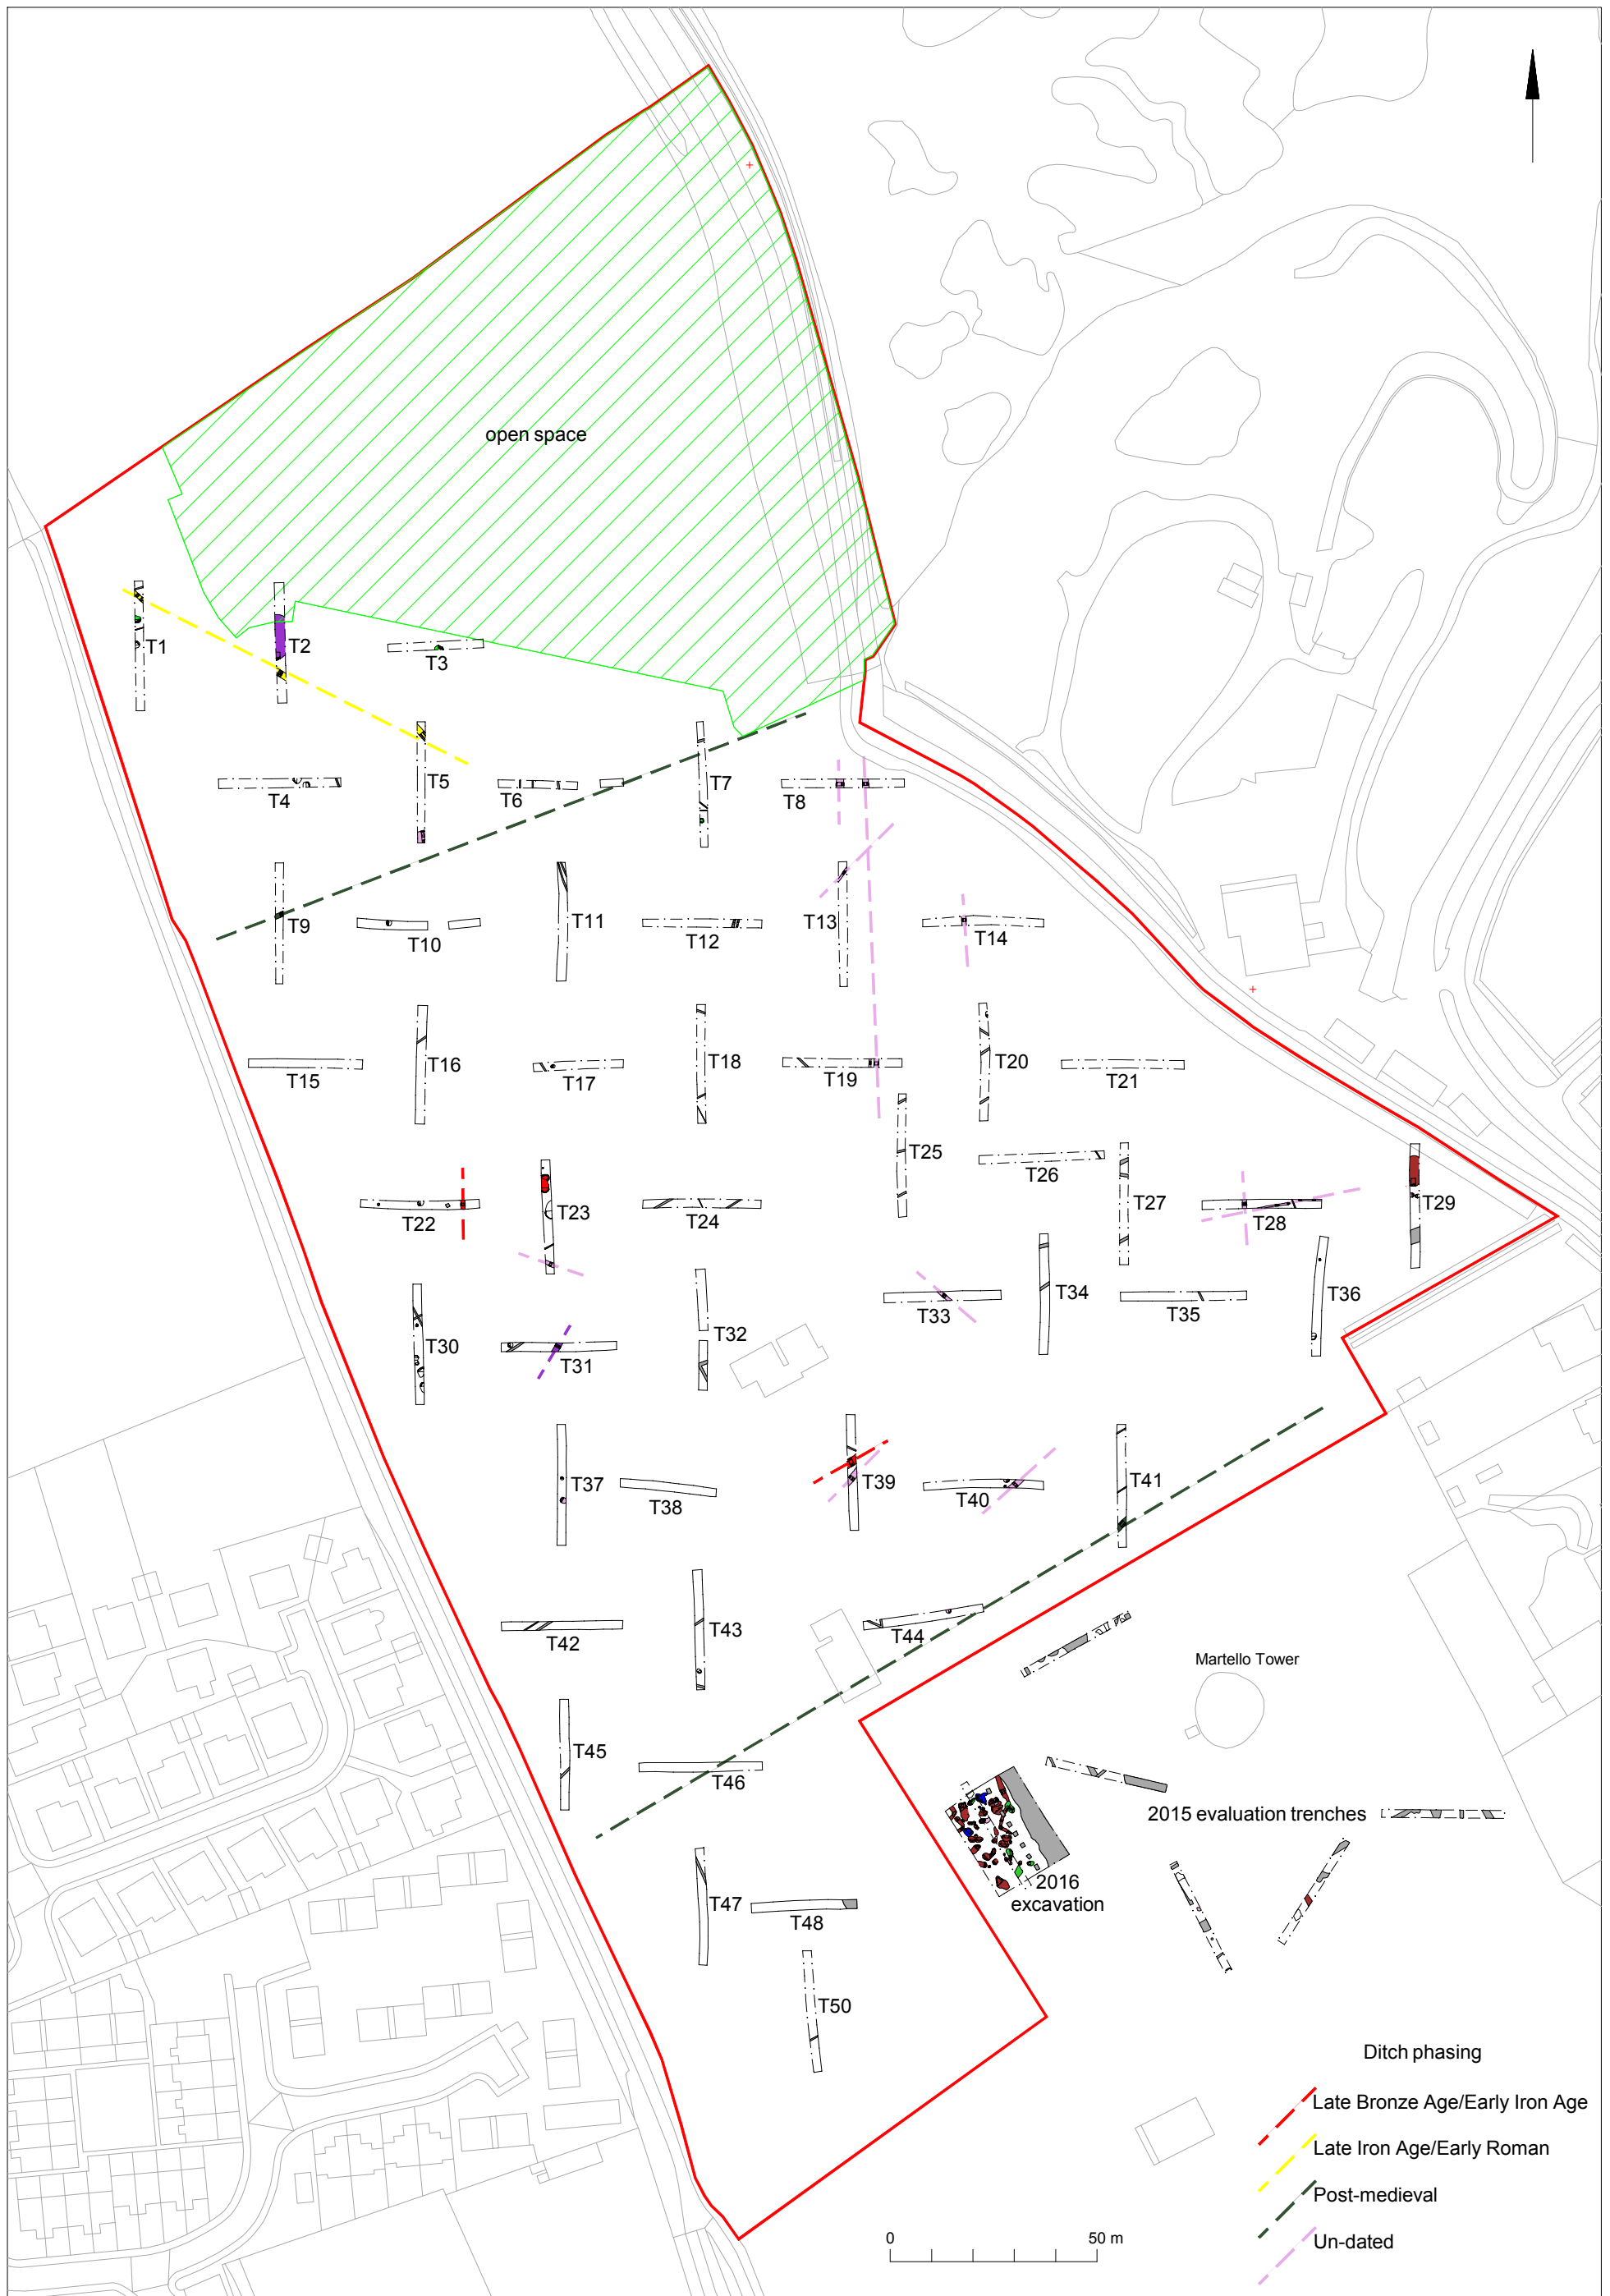 open space
T1
T2
T3
T4
T5
T6
T7
T8
T9
T10
T11
T12
T13
T14
T15
T16
T17
T18
T19
T20
T21
T22
T23
T24
T25
T26
T27
T28
T29
T30
T31
T32
T33
T34
T35
T36
T37
T38
T39
T40
T41
T42
T43
T44
T45
T46
T47
T48
T50
Martello Tower
2015 evaluation trenches
2016
excavation
Ditch phasing
Late Bronze Age/Early Iron Age
Late Iron Age/Early Roman
Post-medieval
Un-dated
0 50 m